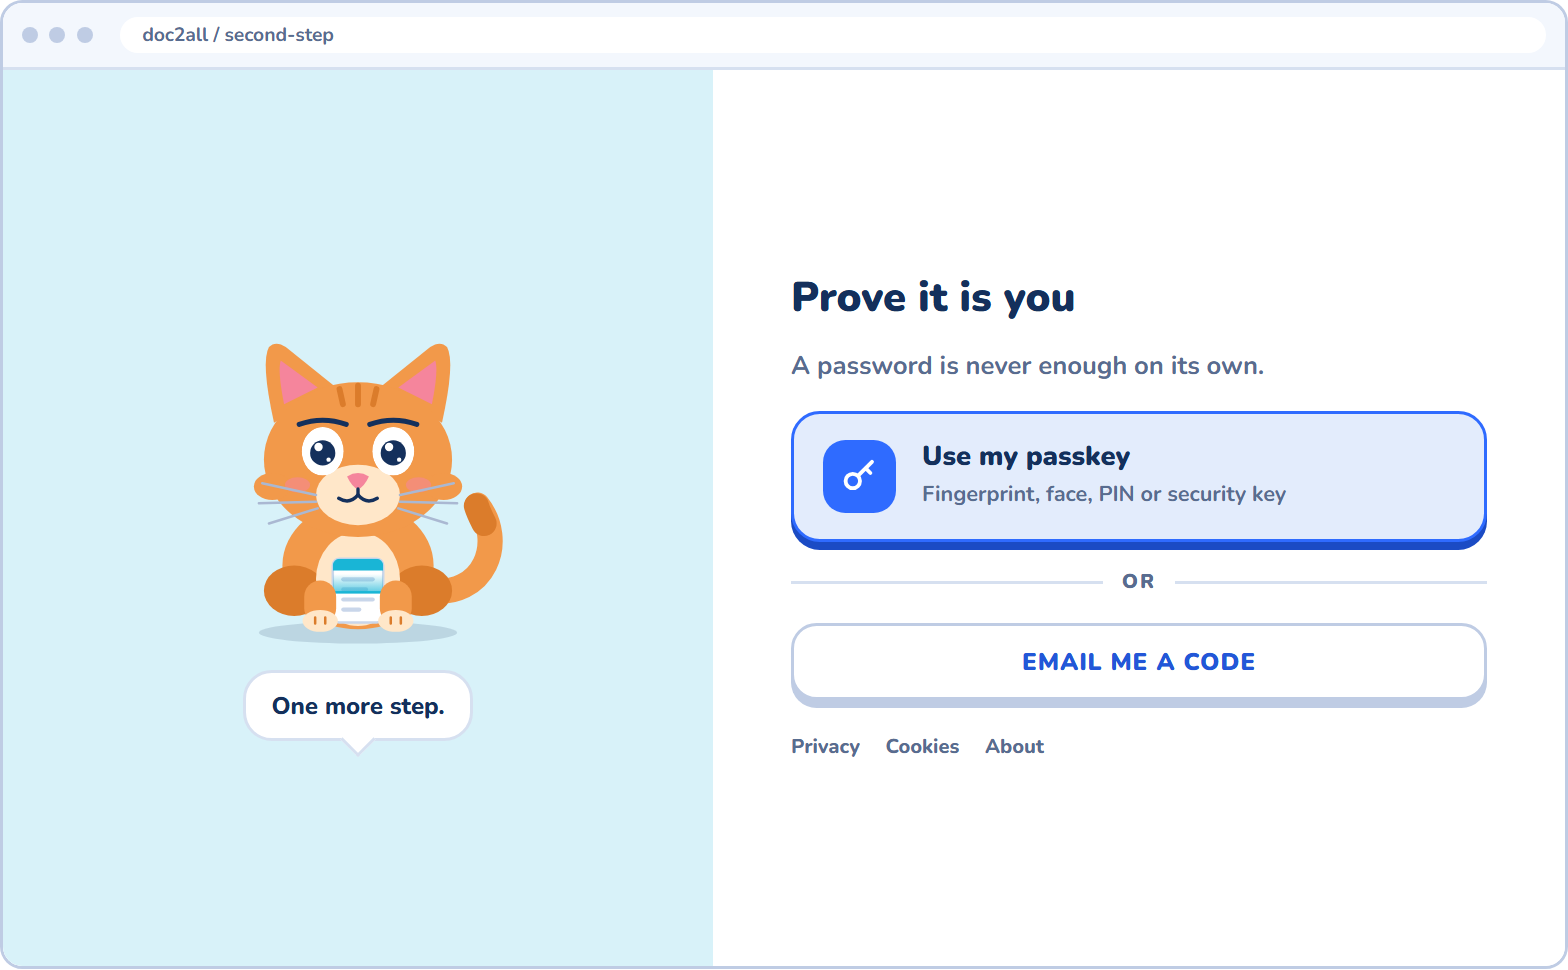 doc2all / second-step
One more step.
Prove it is you
A password is never enough on its own.
Use my passkey
Fingerprint, face, PIN or security key
OR
EMAIL ME A CODE
Privacy Cookies About